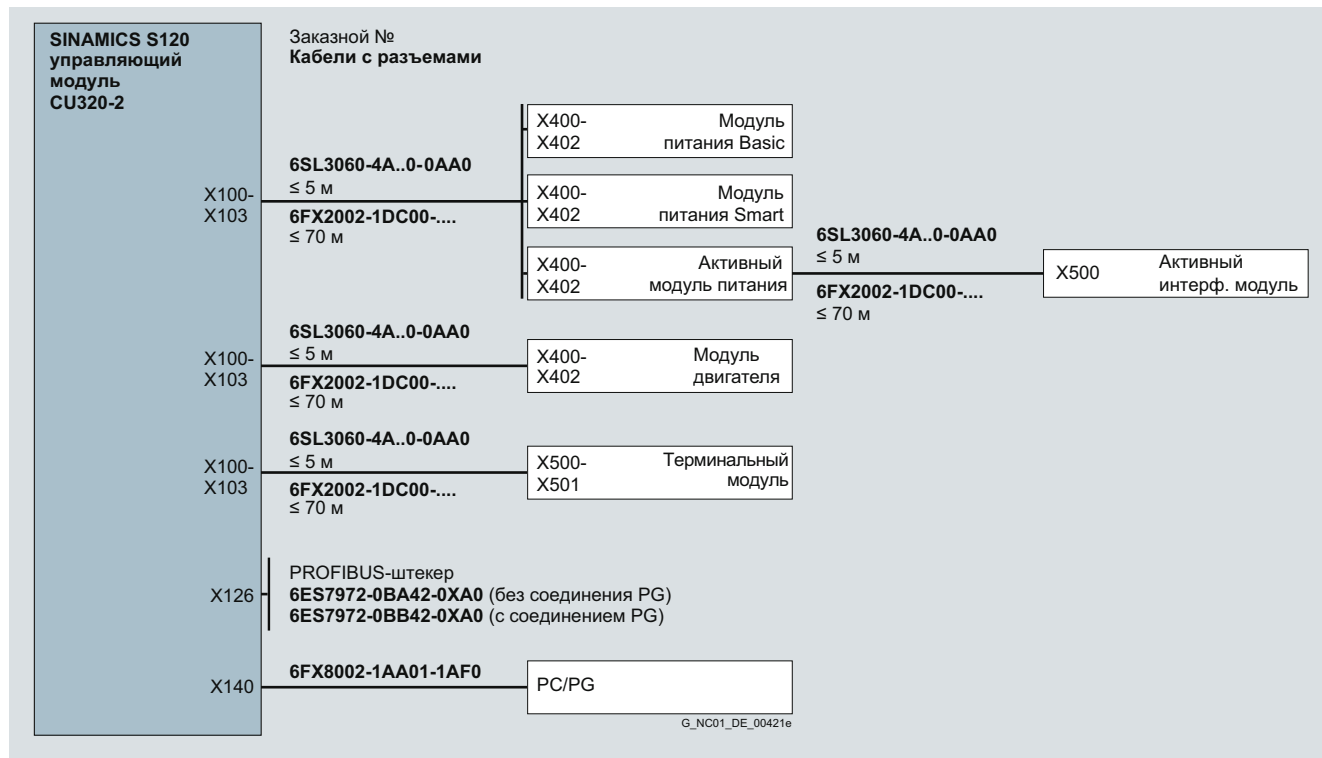 SINAMICS S120
управляющий
модуль
CU320-2
Заказной №
Кабели с разъемами
X100-
X103
6SL3060-4A..0-0AA0
≤ 5 м
6FX2002-1DC00-....
≤ 70 м
X400-
X402
Модуль
питания Basic
X400-
X402
Модуль
питания Smart
X400-
X402
Активный
модуль питания
6SL3060-4A..0-0AA0
≤ 5 м
6FX2002-1DC00-....
≤ 70 м
X500
Активный
интерф. модуль
X100-
X103
6SL3060-4A..0-0AA0
≤ 5 м
6FX2002-1DC00-....
≤ 70 м
X400-
X402
Модуль
двигателя
X100-
X103
6SL3060-4A..0-0AA0
≤ 5 м
6FX2002-1DC00-....
≤ 70 м
X500-
X501
Терминальный
модуль
X126
PROFIBUS-штекер
6ES7972-0BA42-0XA0 (без соединения PG)
6ES7972-0BB42-0XA0 (с соединением PG)
X140
6FX8002-1AA01-1AF0
PC/PG
G_NC01_DE_00421e